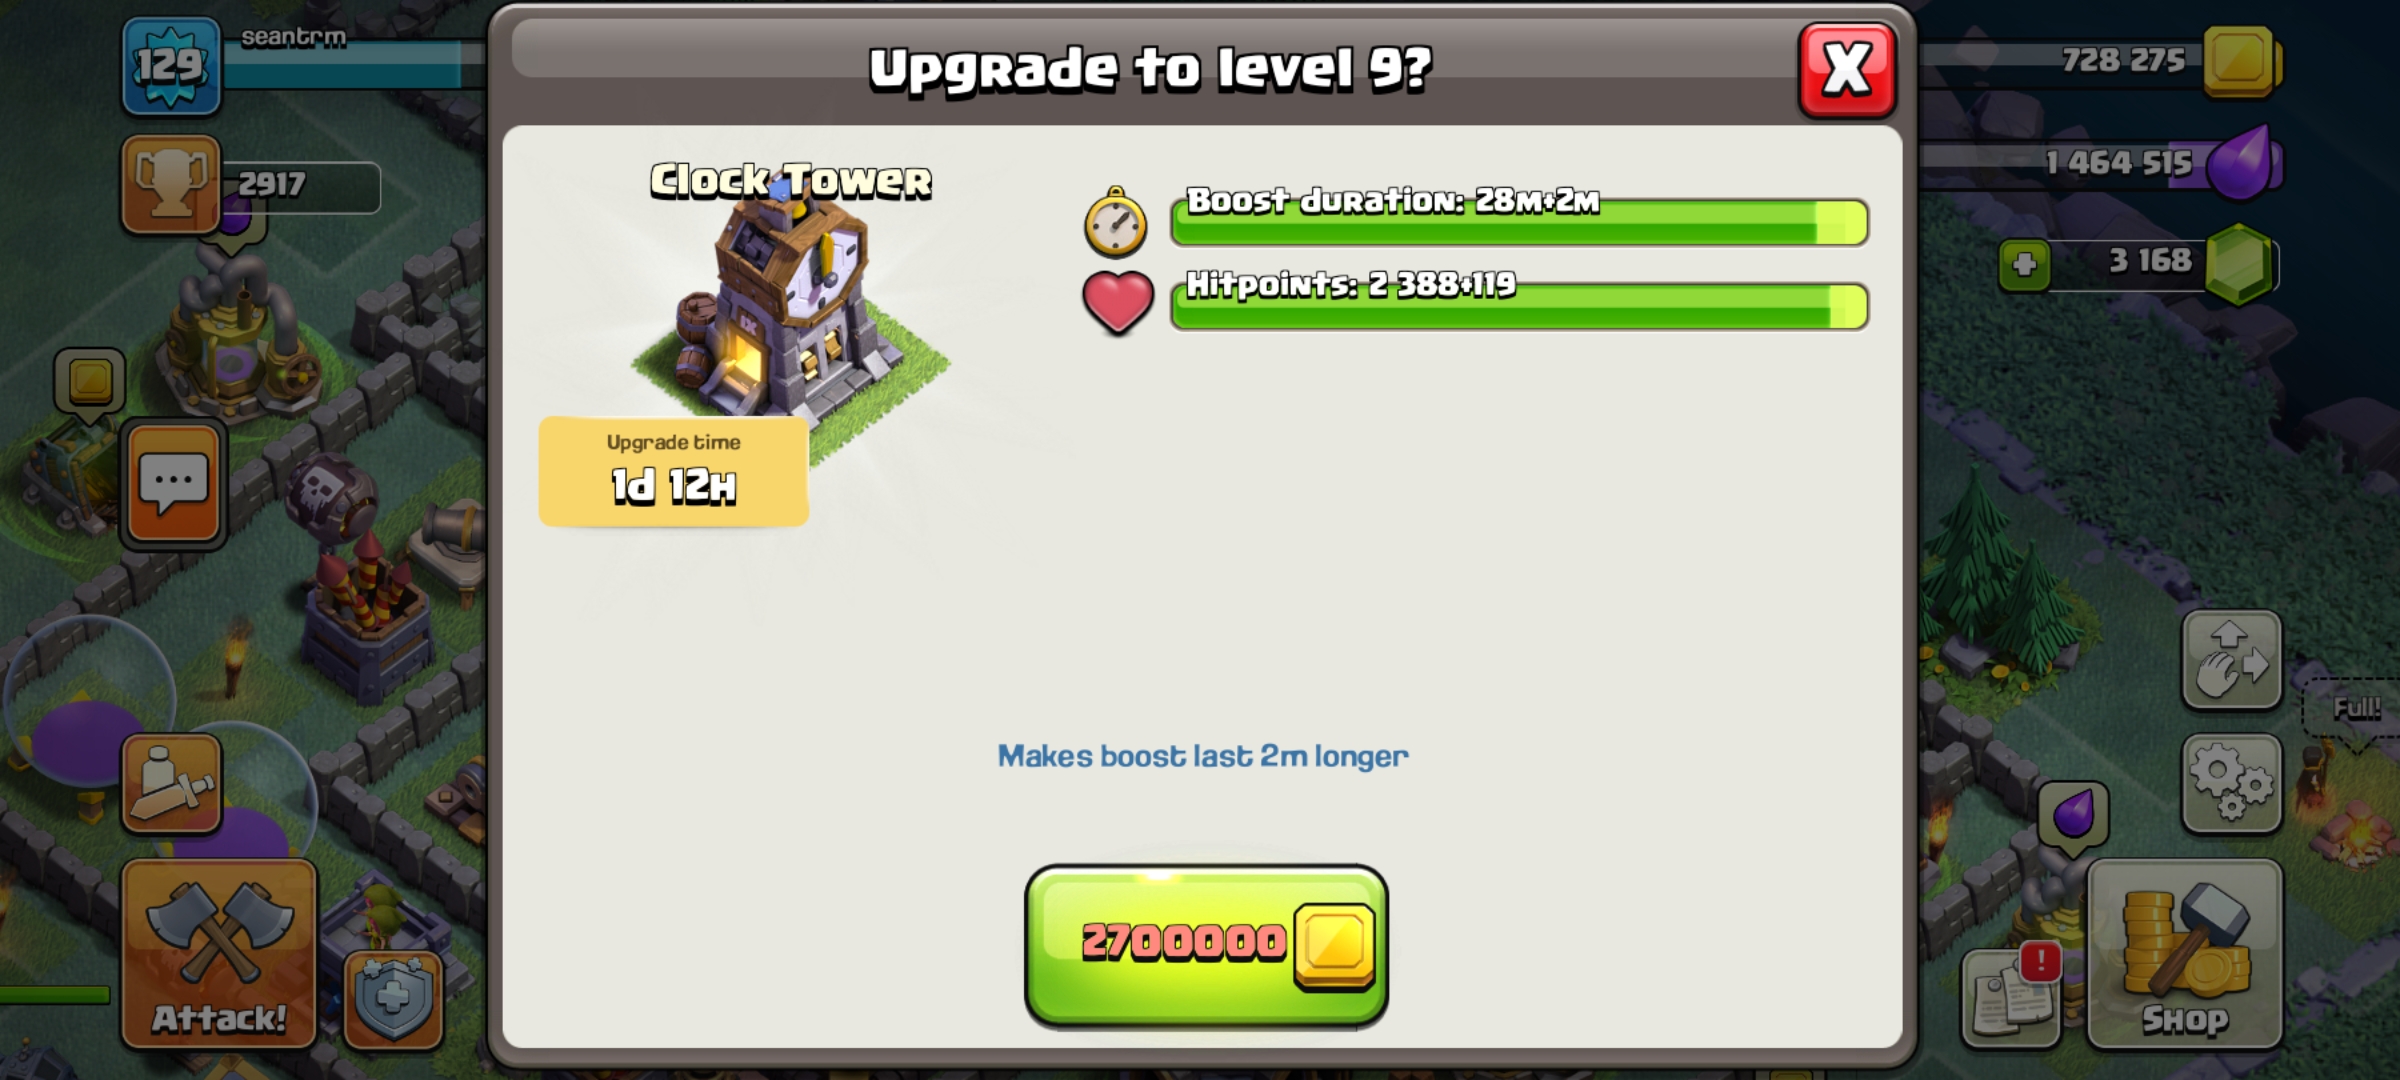 129
seantrm
Upgrade to level 9?
X
728 275
2917
Clock Tower
Boost duration: 28m+2m
1 464 515
Hitpoints: 2 388+119
3 168
IX
Upgrade time
1d 12h
Full!
Makes boost last 2m longer
2700000
!
Attack!
Shop